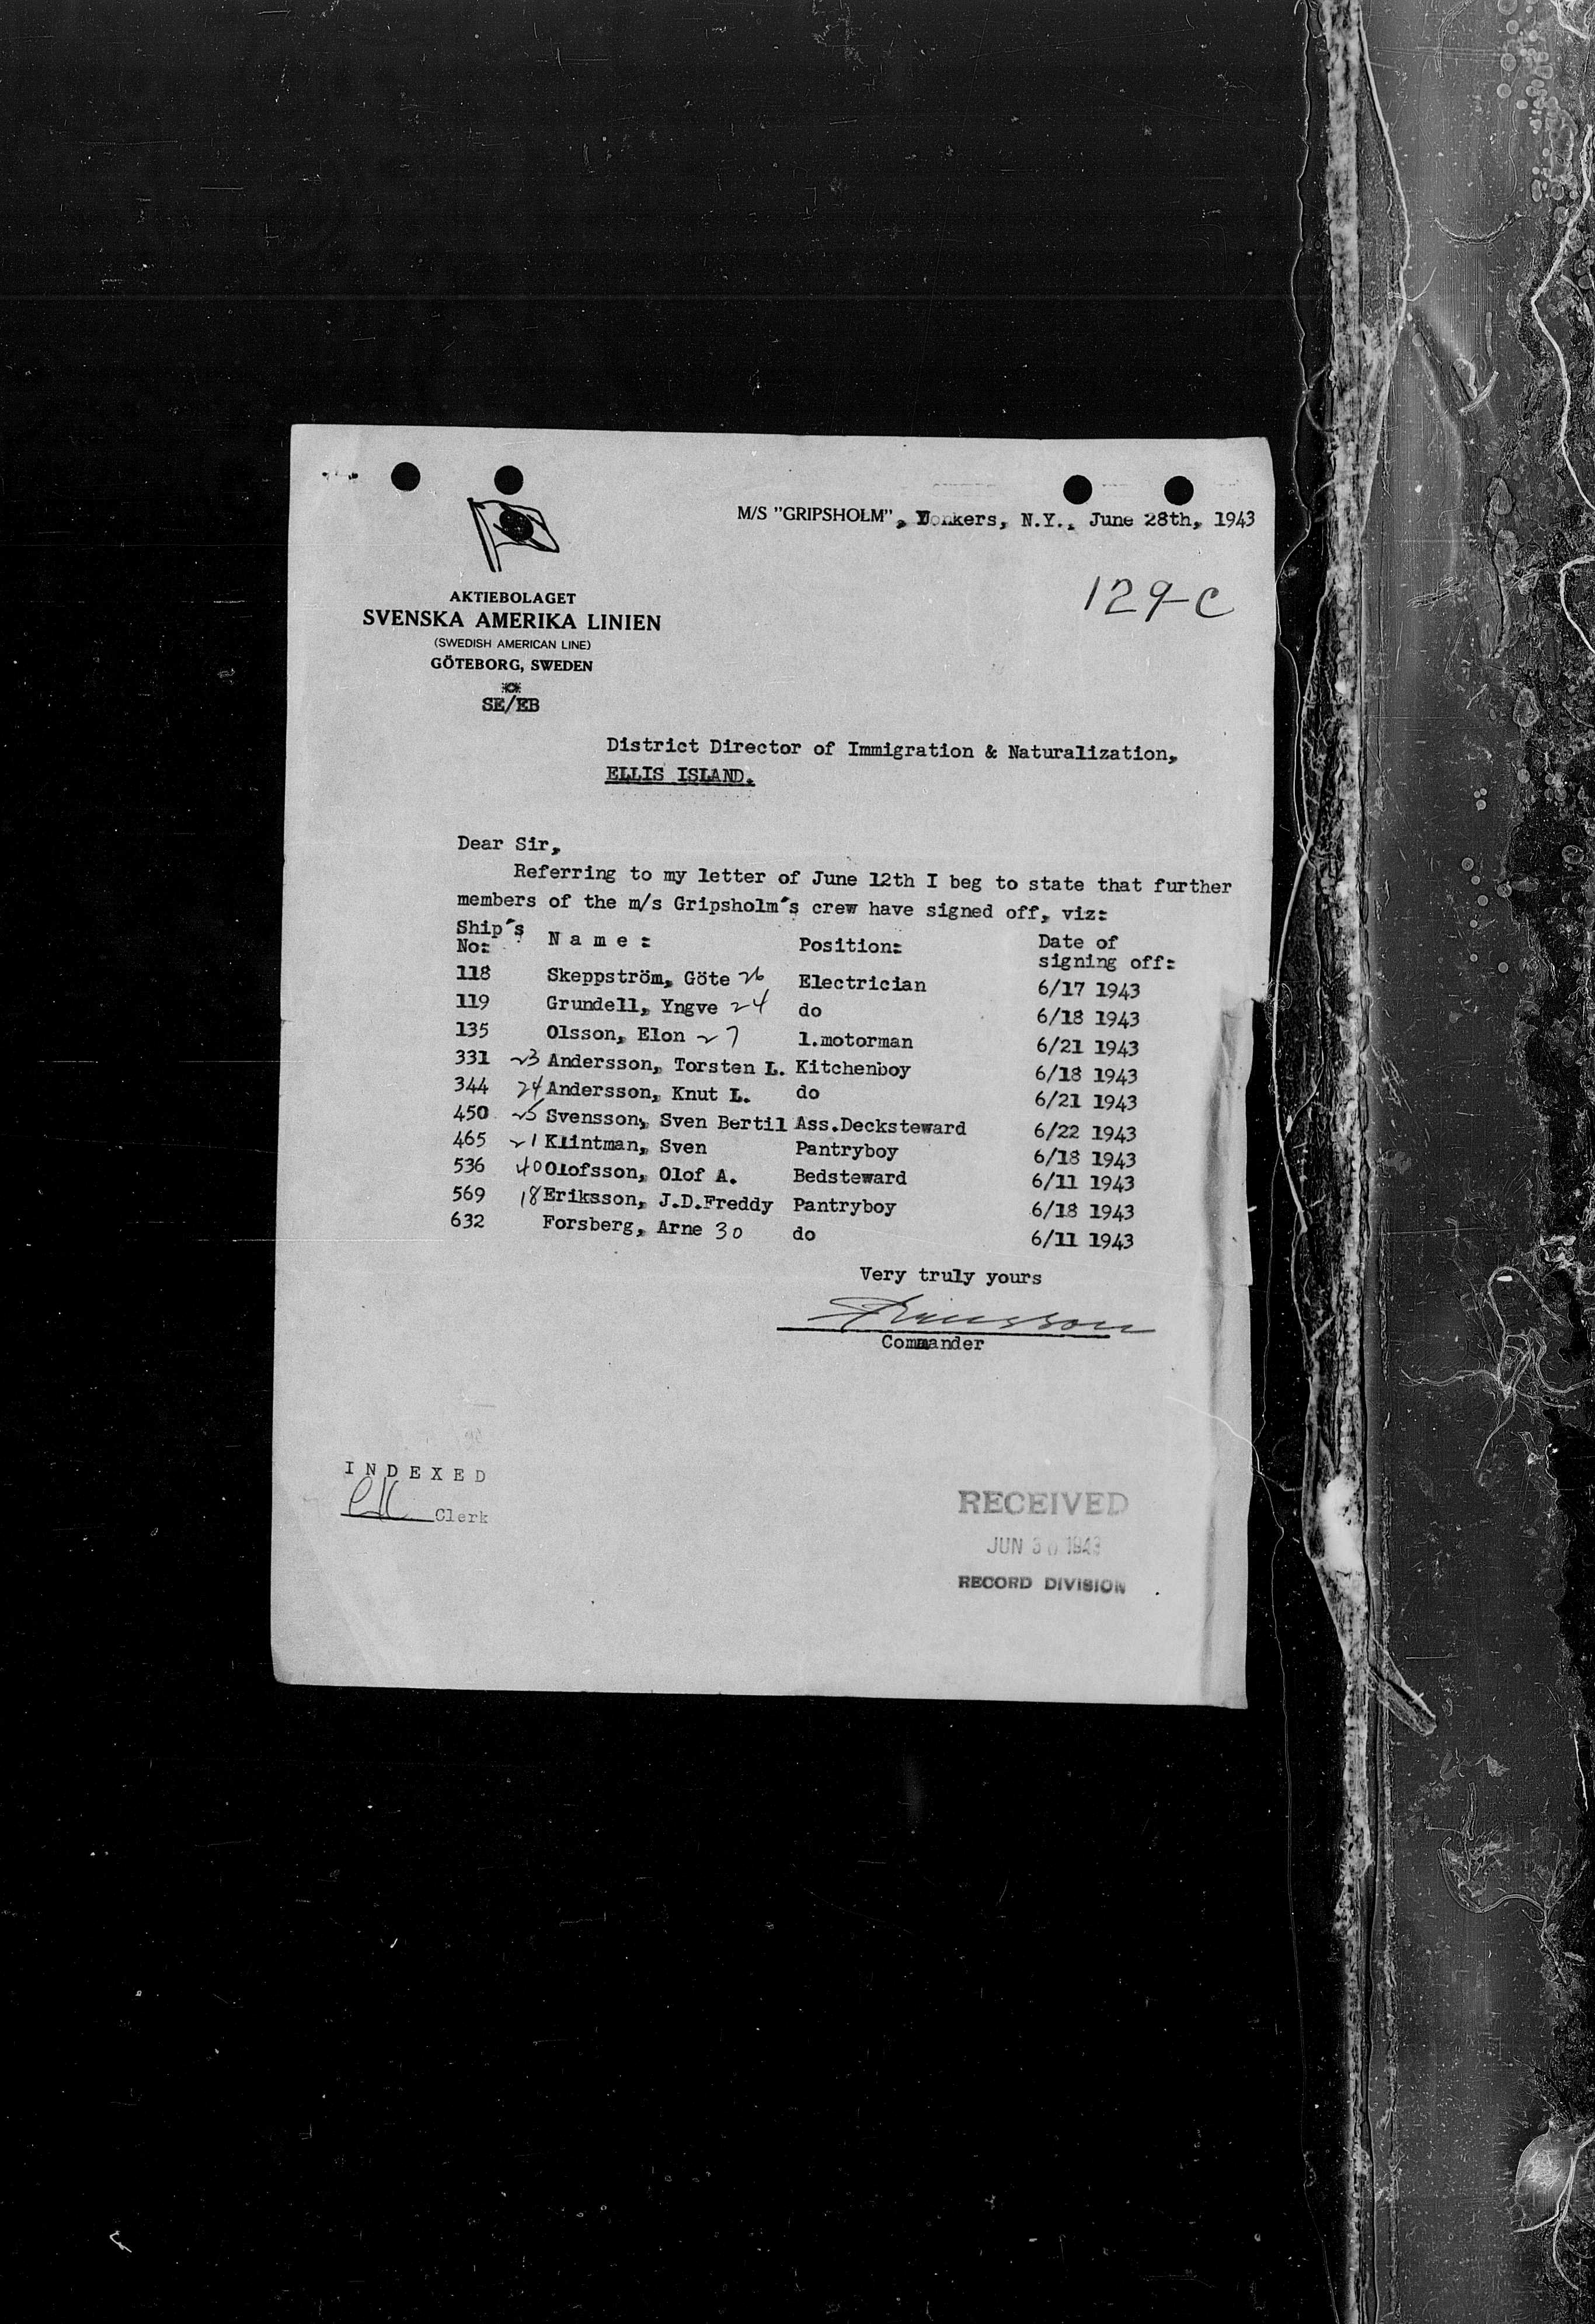 M/S "GRIPSHOLM", Yonkers, N.Y., June 28th, 1943
129-C
AKTIEBOLAGET
SVENSKA AMERIKA LINIEN
(SWEDISH AMERICAN LINE)
GÖTEBORG, SWEDEN
SE/EB
District Director of Immigration & Naturalization,
ELLIS ISLAND.
Dear Sir,
Referring to my letter of June 12th I beg to state that further
members of the m/s Gripsholm´s crew have signed off, viz:
Ship´s No: N a m e : Position: Date of signing off:
118 Skeppström, Göte 26 Electrician 6/17 1943
119 Grundell, Yngve 24 do 6/18 1943
135 Olsson, Elon 27 1.motorman 6/21 1943
331 23 Andersson, Torsten L. Kitchenboy 6/18 1943
344 24 Andersson, Knut L. do 6/21 1943
450 25 Svensson, Sven Bertil Ass.Decksteward 6/22 1943
465 21 Klintman, Sven Pantryboy 6/18 1943
536 40 Olofsson, Olof A. Bedsteward 6/11 1943
569 18 Eriksson, J.D.Freddy Pantryboy 6/18 1943
632 Forsberg, Arne 30 do 6/11 1943
Very truly yours
Commander
INDEXED
Clerk
RECEIVED
JUN 30 1943
RECORD DIVISION